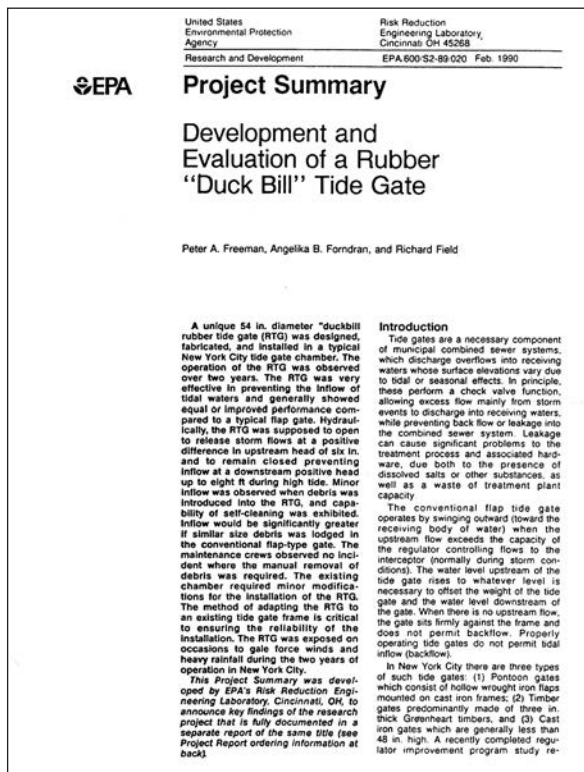 United States
Environmental Protection
Agency
Risk Reduction
Engineering Laboratory
Cincinnati OH 45268
Research and Development
EPA.600/S2-89/020 Feb. 1990
EPA
Project Summary
Development and
Evaluation of a Rubber
"Duck Bill" Tide Gate
Peter A. Freeman, Angelika B. Forndran, and Richard Field
A unique 54 in. diameter "duckbill
rubber tide gate (RTG) was designed,
fabricated, and installed in a typical
New York City tide gate chamber. The
operation of the RTG was observed
over two years. The RTG was very
effective in preventing the inflow of
tidal waters and generally showed
equal or improved performance com-
pared to a typical flap gate. Hydraul-
ically, the RTG was supposed to open
to release storm flows at a positive
difference in upstream head of six in.
and to remain closed preventing
inflow at a downstream positive head
up to eight ft during high tide. Minor
inflow was observed when debris was
introduced into the RTG, and capa-
bility of self-cleaning was exhibited.
Inflow would be significantly greater
if similar size debris was lodged in
the conventional flap-type gate. The
maintenance crews observed no inci-
dent where the manual removal of
debris was required. The existing
chamber required minor modifica-
tions for the installation of the RTG.
The method of adapting the RTG to
an existing tide gate frame is critical
to ensuring the reliability of the
installation. The RTG was exposed on
occasions to gale force winds and
heavy rainfall during the two years of
operation in New York City.
This Project Summary was devel-
oped by EPA's Risk Reduction Engi-
neering Laboratory, Cincinnati, OH, to
announce key findings of the research
project that is fully documented in a
separate report of the same title (see
Project Report ordering information at
back).
Introduction
Tide gates are a necessary component
of municipal combined sewer systems,
which discharge overflows into receiving
waters whose surface elevations vary due
to tidal or seasonal effects. In principle,
these perform a check valve function,
allowing excess flow mainly from storm
events to discharge into receiving waters,
while preventing back flow or leakage into
the combined sewer system. Leakage
can cause significant problems to the
treatment process and associated hard-
ware, due both to the presence of
dissolved salts or other substances, as
well as a waste of treatment plant
capacity
The conventional flap tide gate
operates by swinging outward (toward the
receiving body of water) when the
upstream flow exceeds the capacity of
the regulator controlling flows to the
interceptor (normally during storm con-
ditions). The water level upstream of the
tide gate rises to whatever level is
necessary to offset the weight of the tide
gate and the water level downstream of
the gate. When there is no upstream flow,
the gate sits firmly against the frame and
does not permit backflow. Properly
operating tide gates do not permit tidal
inflow (backflow).
In New York City there are three types
of such tide gates: (1) Pontoon gates
which consist of hollow wrought iron flaps
mounted on cast iron frames; (2) Timber
gates predominantly made of three in.
thick Greenheart timbers, and (3) Cast
iron gates which are generally less than
48 in. high. A recently completed regu-
lator improvement program study re-